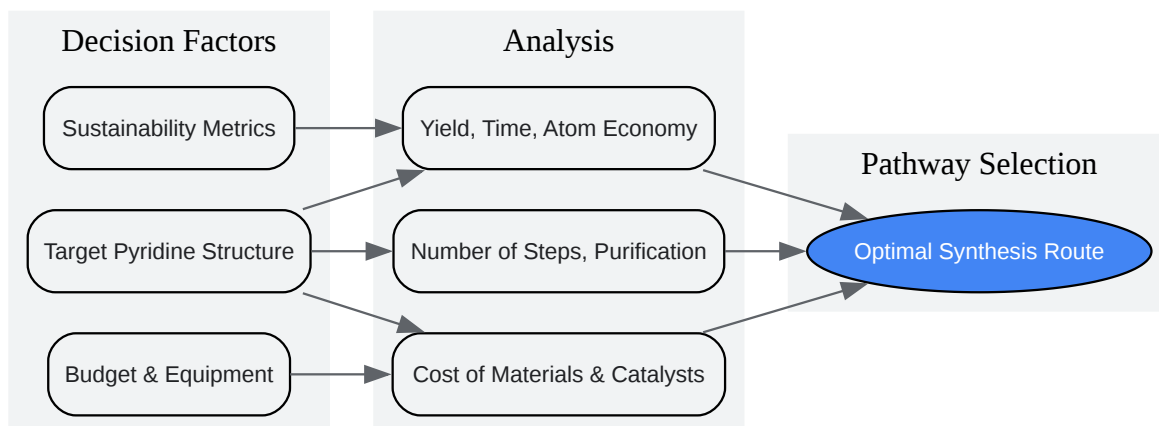 Decision Factors
Sustainability Metrics
Target Pyridine Structure
Budget & Equipment
Analysis
Yield, Time, Atom Economy
Number of Steps, Purification
Cost of Materials & Catalysts
Pathway Selection
Optimal Synthesis Route